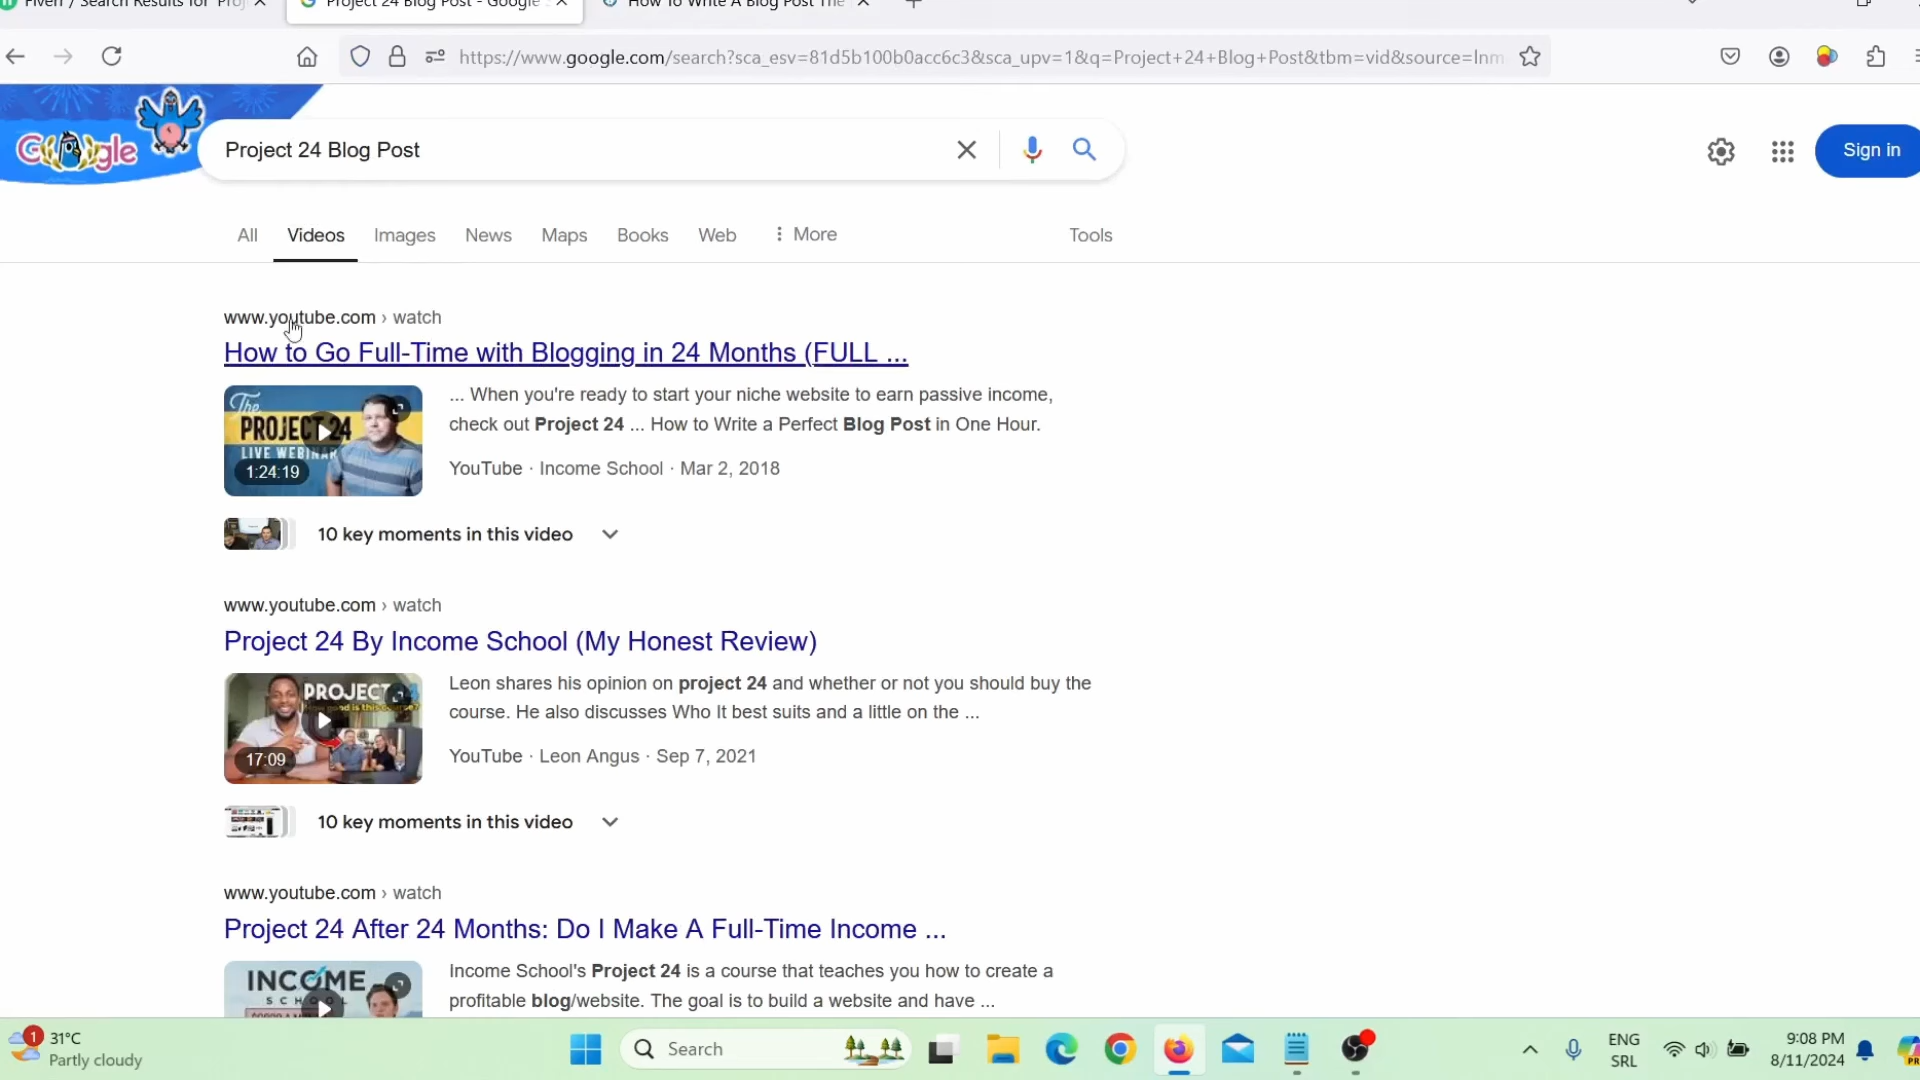 Fiverr / Search Results for 'Proj
Project 24 Blog Post - Google S
How To Write A Blog Post The
https://www.google.com/search?sca_esv=81d5b100b0acc6c3&sca_upv=1&q=Project+24+Blog+Post&tbm=vid&source=lnm
Google
Project 24 Blog Post
Sign in
All
Videos
Images
News
Maps
Books
Web
More
Tools
www.youtube.com › watch
How to Go Full-Time with Blogging in 24 Months (FULL ...
The
PROJECT 24
LIVE WEBINAR
1:24:19
... When you're ready to start your niche website to earn passive income,
check out Project 24 ... How to Write a Perfect Blog Post in One Hour.
YouTube · Income School · Mar 2, 2018
10 key moments in this video
www.youtube.com › watch
Project 24 By Income School (My Honest Review)
PROJECT 24
How good is this course?
17:09
Leon shares his opinion on project 24 and whether or not you should buy the
course. He also discusses Who It best suits and a little on the ...
YouTube · Leon Angus · Sep 7, 2021
10 key moments in this video
www.youtube.com › watch
Project 24 After 24 Months: Do I Make A Full-Time Income ...
INCOME
SCHOOL
Income School's Project 24 is a course that teaches you how to create a
profitable blog/website. The goal is to build a website and have ...
1
31°C
Partly cloudy
Search
ENG
SRL
9:08 PM
8/11/2024